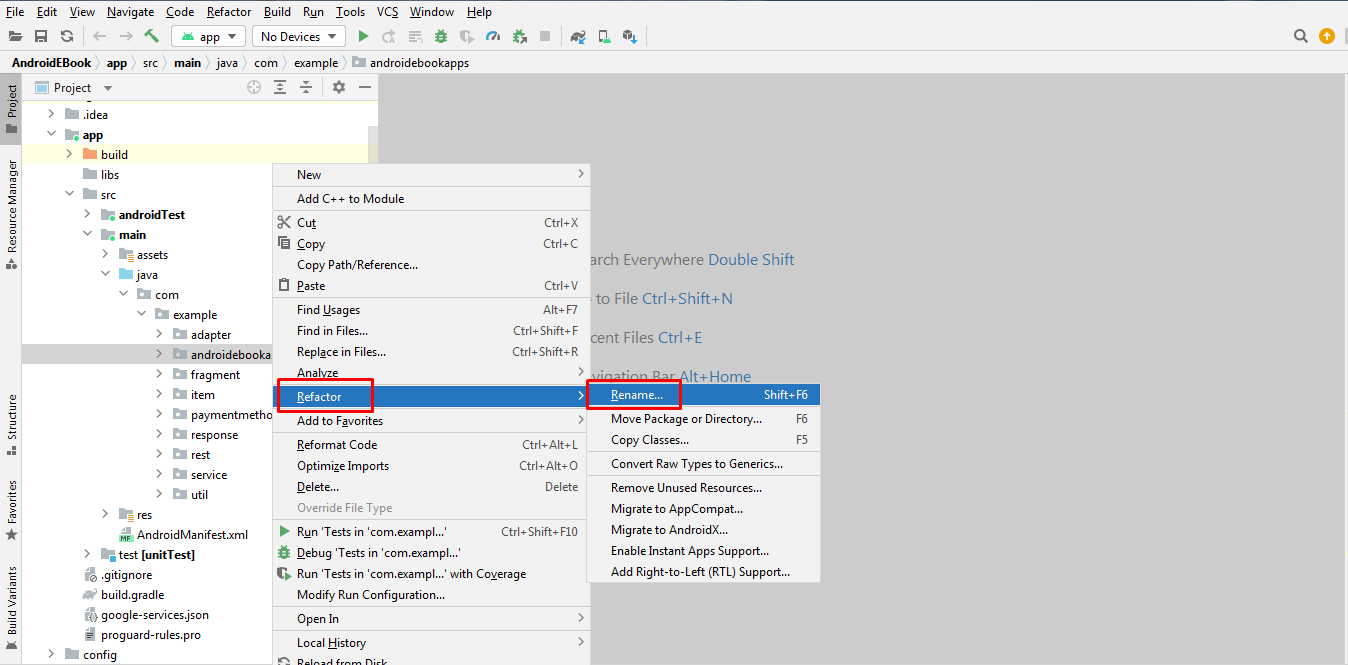 File Edit View Navigate Code Refactor Build Run Tools VCS Window Help
app No Devices
AndroidEBook app src main java com example androidebookapps
Project
Project
.idea
app
build
libs
src
androidTest
main
assets
java
com
example
adapter
androidebooka
fragment
item
paymentmetho
response
rest
service
util
res
MF AndroidManifest.xml
test [unitTest]
.gitignore
build.gradle
google-services.json
proguard-rules.pro
config
Resource Manager
Structure
Favorites
Build Variants
New
Add C++ to Module
Cut Ctrl+X
Copy Ctrl+C
Copy Path/Reference...
Paste Ctrl+V
Find Usages Alt+F7
Find in Files... Ctrl+Shift+F
Replace in Files... Ctrl+Shift+R
Analyze
Refactor
Add to Favorites
Reformat Code Ctrl+Alt+L
Optimize Imports Ctrl+Alt+O
Delete... Delete
Override File Type
Run 'Tests in 'com.exampl...' Ctrl+Shift+F10
Debug 'Tests in 'com.exampl...'
Run 'Tests in 'com.exampl...' with Coverage
Modify Run Configuration...
Open In
Local History
Reload from Disk
Rename... Shift+F6
Move Package or Directory... F6
Copy Classes... F5
Convert Raw Types to Generics...
Remove Unused Resources...
Migrate to AppCompat...
Migrate to AndroidX...
Enable Instant Apps Support...
Add Right-to-Left (RTL) Support...
arch Everywhere Double Shift
to File Ctrl+Shift+N
cent Files Ctrl+E
vigation Bar Alt+Home